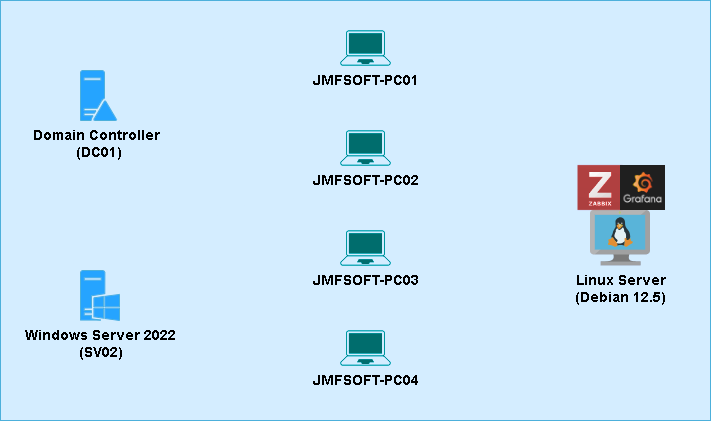 JMFSOFT-PC01
Domain Controller
(DC01)
JMFSOFT-PC02
Z
ZABBIX
Grafana
JMFSOFT-PC03
Linux Server
(Debian 12.5)
Windows Server 2022
(SV02)
JMFSOFT-PC04